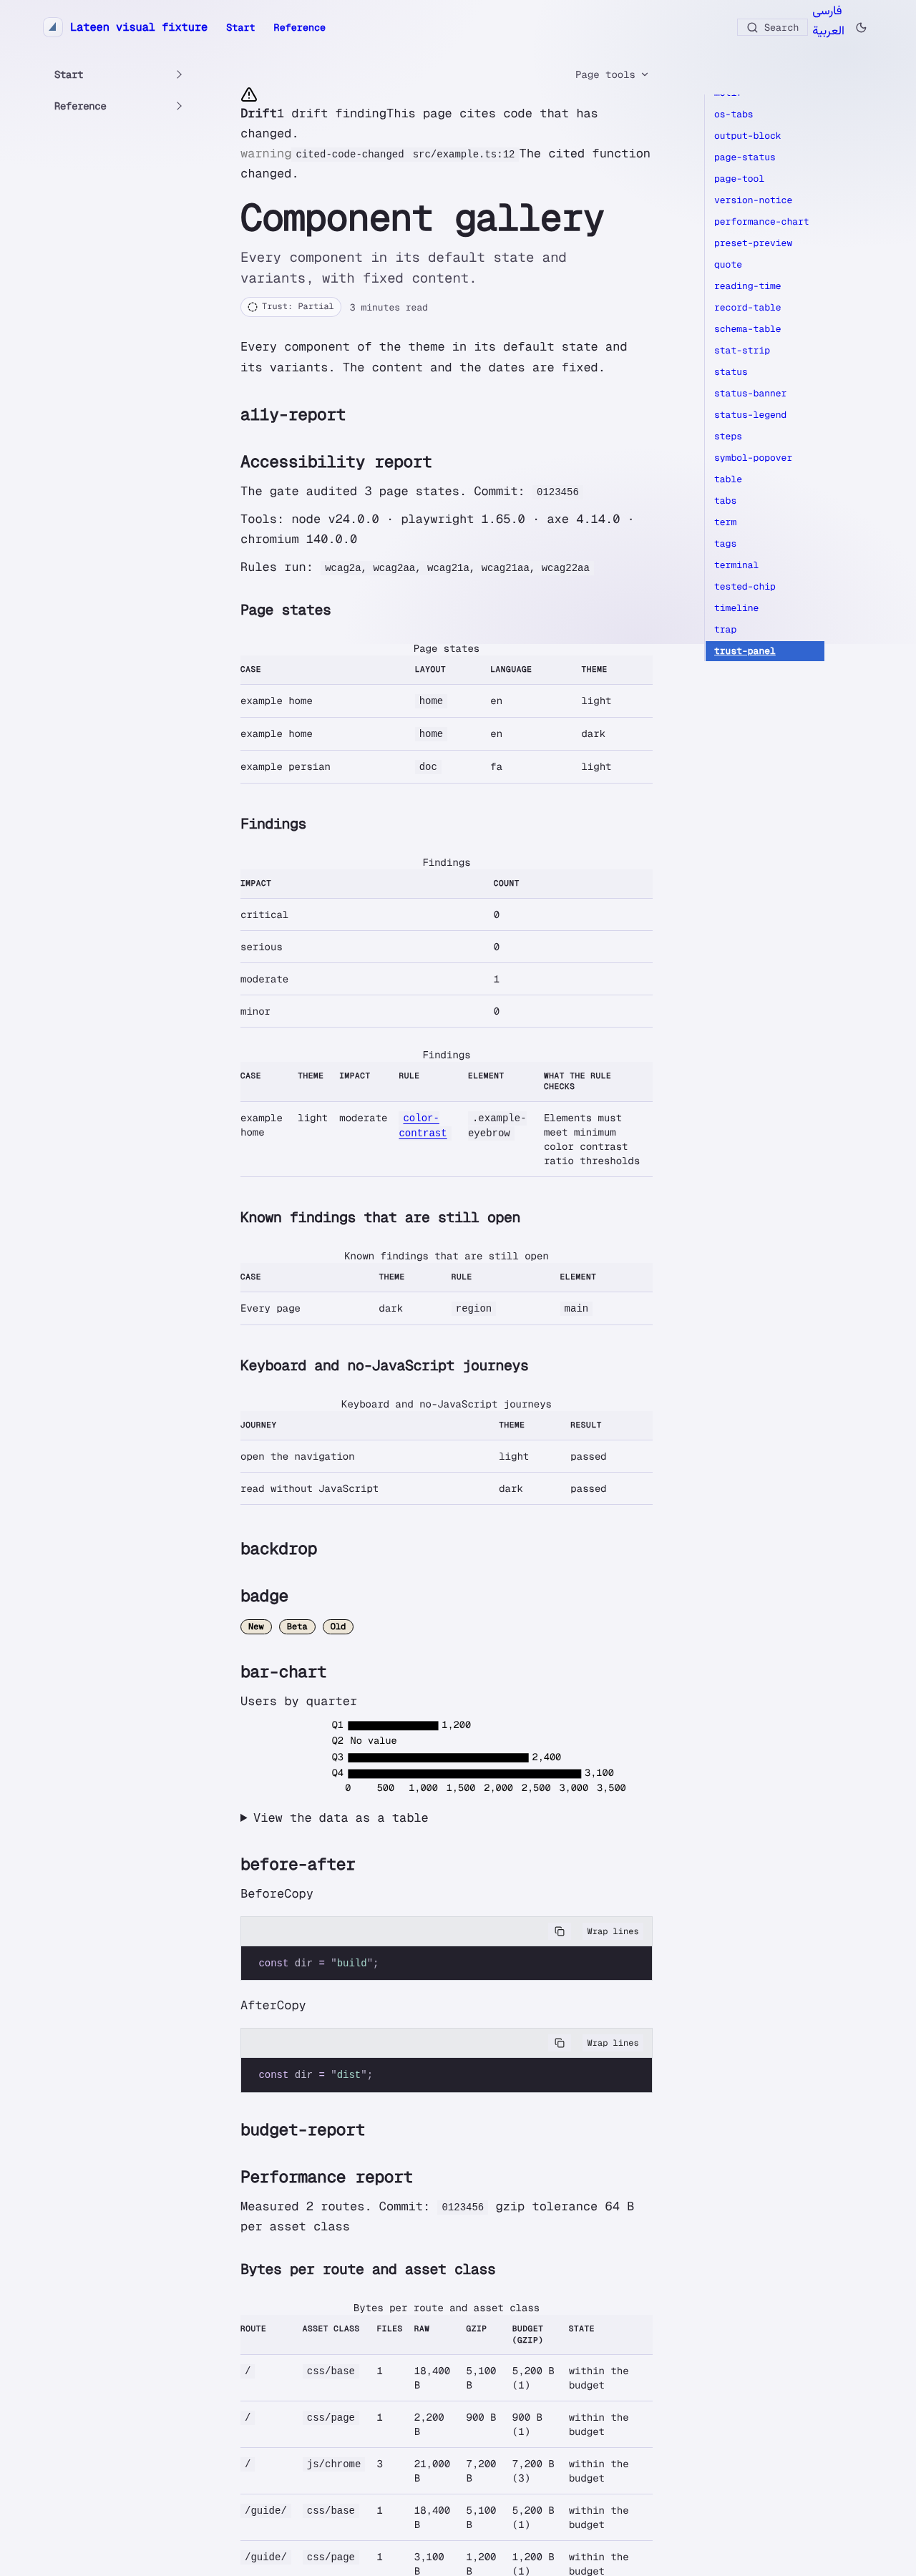 Lateen visual fixture Start Reference Search فارسی العربية
Start
Reference
Page tools
Drift1 drift findingThis page cites code that has
changed.
warning cited-code-changed src/example.ts:12 The cited function
changed.
Component gallery
Every component in its default state and
variants, with fixed content.
Trust: Partial 3 minutes read
Every component of the theme in its default state and
its variants. The content and the dates are fixed.
a11y-report
Accessibility report
The gate audited 3 page states. Commit: 0123456
Tools: node v24.0.0 · playwright 1.65.0 · axe 4.14.0 ·
chromium 140.0.0
Rules run: wcag2a, wcag2aa, wcag21a, wcag21aa, wcag22aa
Page states
Page states
CASE LAYOUT LANGUAGE THEME
example home home en light
example home home en dark
example persian doc fa light
Findings
Findings
IMPACT COUNT
critical 0
serious 0
moderate 1
minor 0
Findings
CASE THEME IMPACT RULE ELEMENT WHAT THE RULE
CHECKS
example light moderate color- .example- Elements must
home contrast eyebrow meet minimum
color contrast
ratio thresholds
Known findings that are still open
Known findings that are still open
CASE THEME RULE ELEMENT
Every page dark region main
Keyboard and no-JavaScript journeys
Keyboard and no-JavaScript journeys
JOURNEY THEME RESULT
open the navigation light passed
read without JavaScript dark passed
backdrop
badge
New Beta Old
bar-chart
Users by quarter
Q1 1,200
Q2 No value
Q3 2,400
Q4 3,100
0 500 1,000 1,500 2,000 2,500 3,000 3,500
View the data as a table
before-after
BeforeCopy
Wrap lines
const dir = "build";
AfterCopy
Wrap lines
const dir = "dist";
budget-report
Performance report
Measured 2 routes. Commit: 0123456 gzip tolerance 64 B
per asset class
Bytes per route and asset class
Bytes per route and asset class
ROUTE ASSET CLASS FILES RAW GZIP BUDGET STATE
(GZIP)
/ css/base 1 18,400 5,100 5,200 B within the
B B (1) budget
/ css/page 1 2,200 900 B 900 B within the
B (1) budget
/ js/chrome 3 21,000 7,200 7,200 B within the
B B (3) budget
/guide/ css/base 1 18,400 5,100 5,200 B within the
B B (1) budget
/guide/ css/page 1 3,100 1,200 1,200 B within the
B B (1) budget
os-tabs
output-block
page-status
page-tool
version-notice
performance-chart
preset-preview
quote
reading-time
record-table
schema-table
stat-strip
status
status-banner
status-legend
steps
symbol-popover
table
tabs
term
tags
terminal
tested-chip
timeline
trap
trust-panel